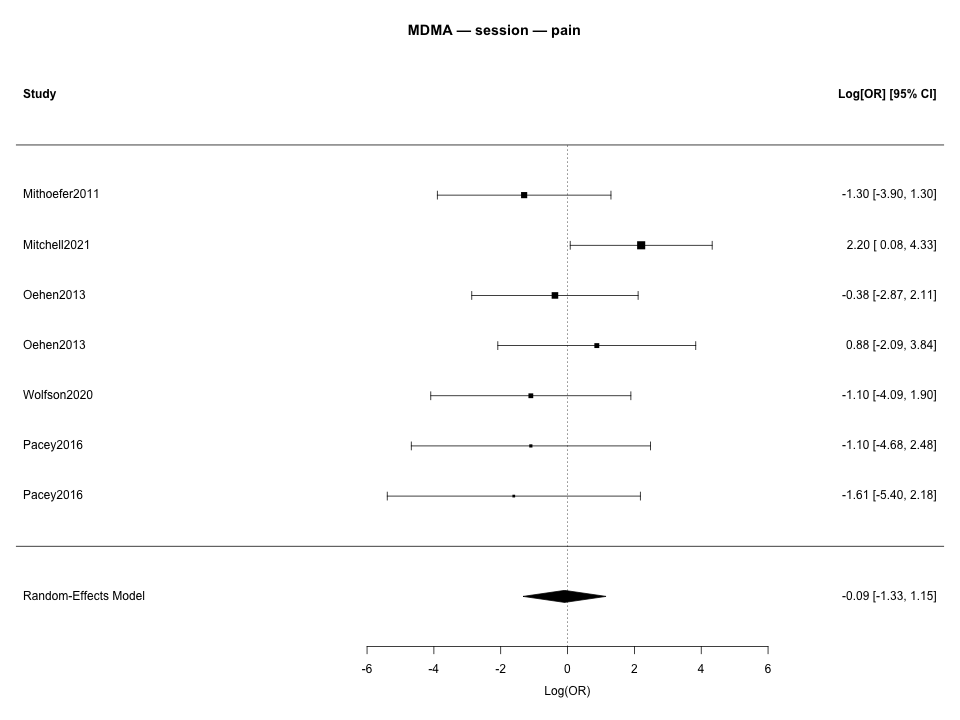 MDMA — session — pain
Study Log[OR] [95% CI]
Mithoefer2011 -1.30 [-3.90, 1.30]
Mitchell2021 2.20 [ 0.08, 4.33]
Oehen2013 -0.38 [-2.87, 2.11]
Oehen2013 0.88 [-2.09, 3.84]
Wolfson2020 -1.10 [-4.09, 1.90]
Pacey2016 -1.10 [-4.68, 2.48]
Pacey2016 -1.61 [-5.40, 2.18]
Random-Effects Model -0.09 [-1.33, 1.15]
-6 -4 -2 0 2 4 6
Log(OR)